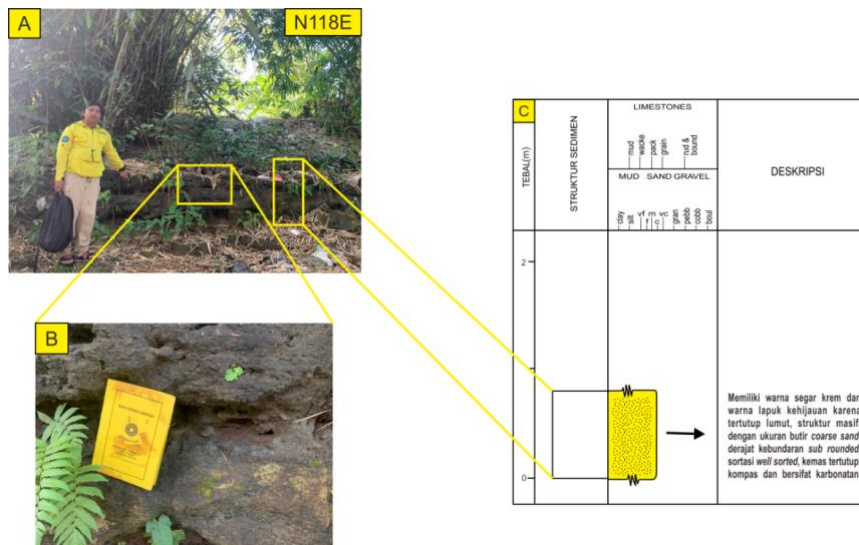 A
N118E
B
C
TEBAL(m)
STRUKTUR SEDIMEN
LIMESTONES
mud
wacke
pack
grain
rud &
bound
MUD SAND GRAVEL
clay
silt
vf
f
m
c
vc
gran
pebb
cobb
boul
DESKRIPSI
2
0
Memiliki warna segar krem dan
warna lapuk kehijauan karena
tertutup lumut, struktur masif
dengan ukuran butir coarse sand
derajat kebundaran sub rounded
sortasi well sorted, kemas tertutup
kompas dan bersifat karbonatan